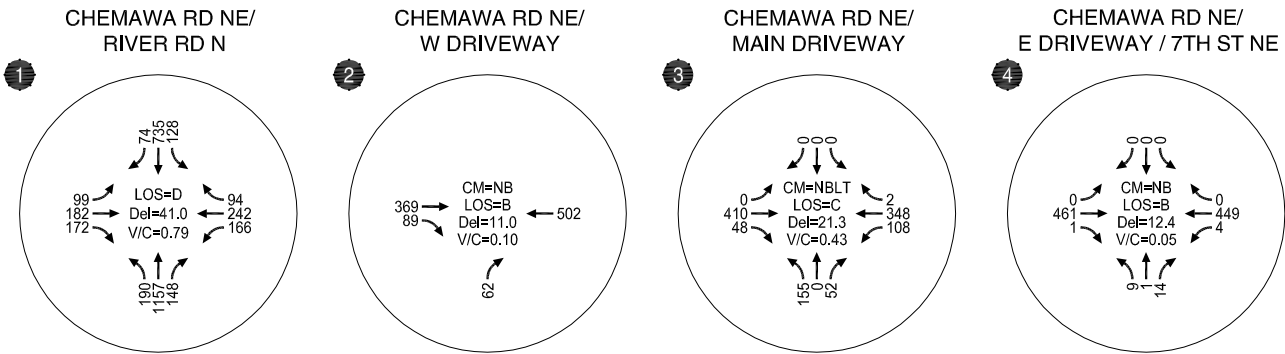 CHEMAWA RD NE/
RIVER RD N
1
74
735
128
99
182
172
LOS=D
Del=41.0
V/C=0.79
94
242
166
190
1157
148
CHEMAWA RD NE/
W DRIVEWAY
2
369
89
CM=NB
LOS=B
Del=11.0
V/C=0.10
502
62
CHEMAWA RD NE/
MAIN DRIVEWAY
3
0
0
0
0
410
48
CM=NBLT
LOS=C
Del=21.3
V/C=0.43
2
348
108
155
0
52
CHEMAWA RD NE/
E DRIVEWAY / 7TH ST NE
4
0
0
0
0
461
1
CM=NB
LOS=B
Del=12.4
V/C=0.05
0
449
4
9
1
14